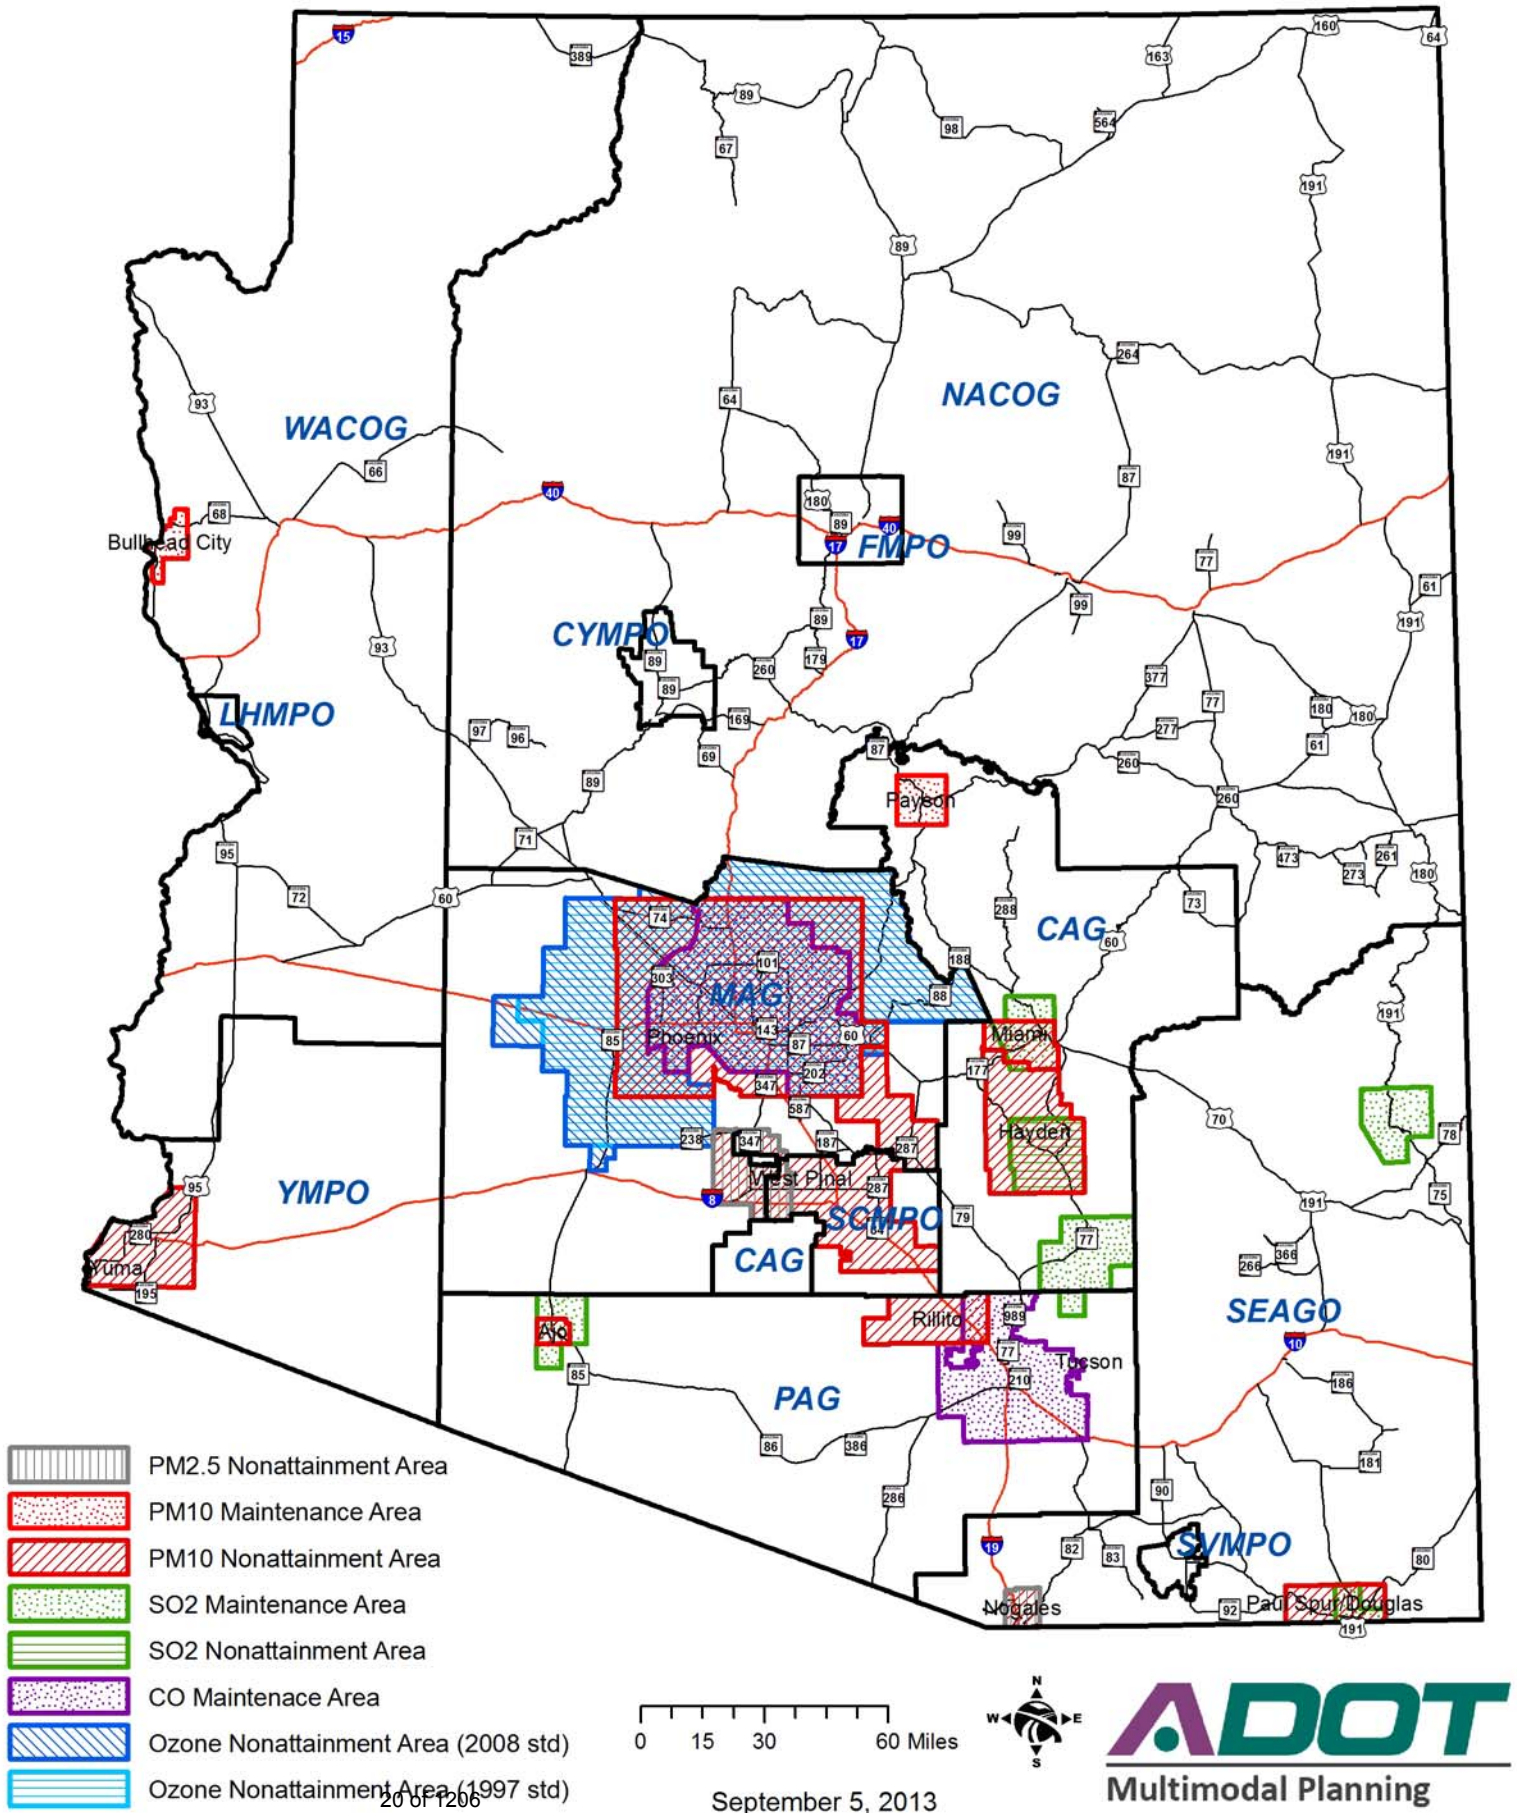 15
389
160
64
163
89
67
98
564
191
89
264
93
64
NACOG
WACOG
66
191
87
40
68
180
89
40
99
Bullhead City
17
FMPO
77
61
99
191
CYMPO
89
17
93
89
260
179
377
89
77
LHMPO
97
96
169
277
180
180
87
69
61
260
89
Payson
260
71
95
473
261
273
180
72
60
288
73
74
CAG
60
188
303
101
MAG
88
191
Phoenix
143
85
87
60
Miami
177
202
347
587
70
Hayden
238
347
187
287
78
West Pinal
95
YMPO
8
287
75
191
280
SCMPO
79
64
77
CAG
366
266
Yuma
195
SEAGO
989
Ajo
Rillito
10
77
Tucson
85
210
186
PAG
86
386
181
286
90
19
82
83
SVMPO
80
Nogales
92
Paul Spur/Douglas
191
PM2.5 Nonattainment Area
PM10 Maintenance Area
PM10 Nonattainment Area
SO2 Maintenance Area
SO2 Nonattainment Area
CO Maintenace Area
Ozone Nonattainment Area (2008 std)
Ozone Nonattainment Area (1997 std)
20 of 1206
0 15 30 60 Miles
September 5, 2013
N
W E
S
ADOT
Multimodal Planning